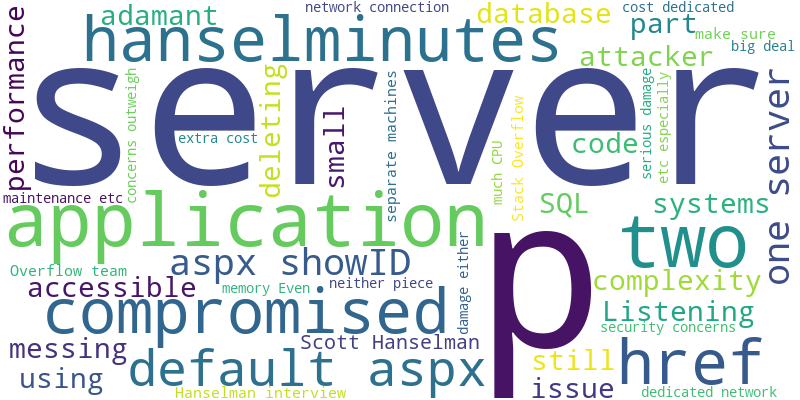 network connection
cost dedicated
adamant
database
part
hanselminutes
make sure
attacker
big deal
performance
server
concerns outweigh
extra cost
deleting
small
separate machines
much CPU
Stack Overflow
code
serious damage
etc especially
one server
maintenance etc
application
SQL
systems
p
two
aspx showID
Overflow team
accessible
memory Even
neither piece
damage either
complexity
compromised
Listening
security concerns
messing
Scott Hanselman
using
default aspx
still
href
Hanselman interview
issue
dedicated network